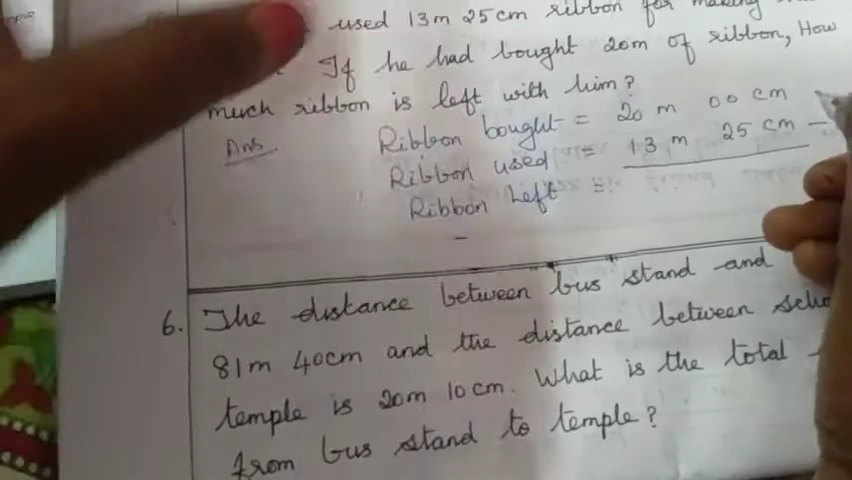 used 13m 25cm ribbon for making
If he had bought 20m of ribbon, How
much ribbon is left with him?
Ans. Ribbon bought = 20 m 00 cm
Ribbon used = 13 m 25 cm -
Ribbon Left
6. The distance between bus stand and
81m 40cm and the distance between scho
temple is 20m 10cm. What is the total
from bus stand to temple?